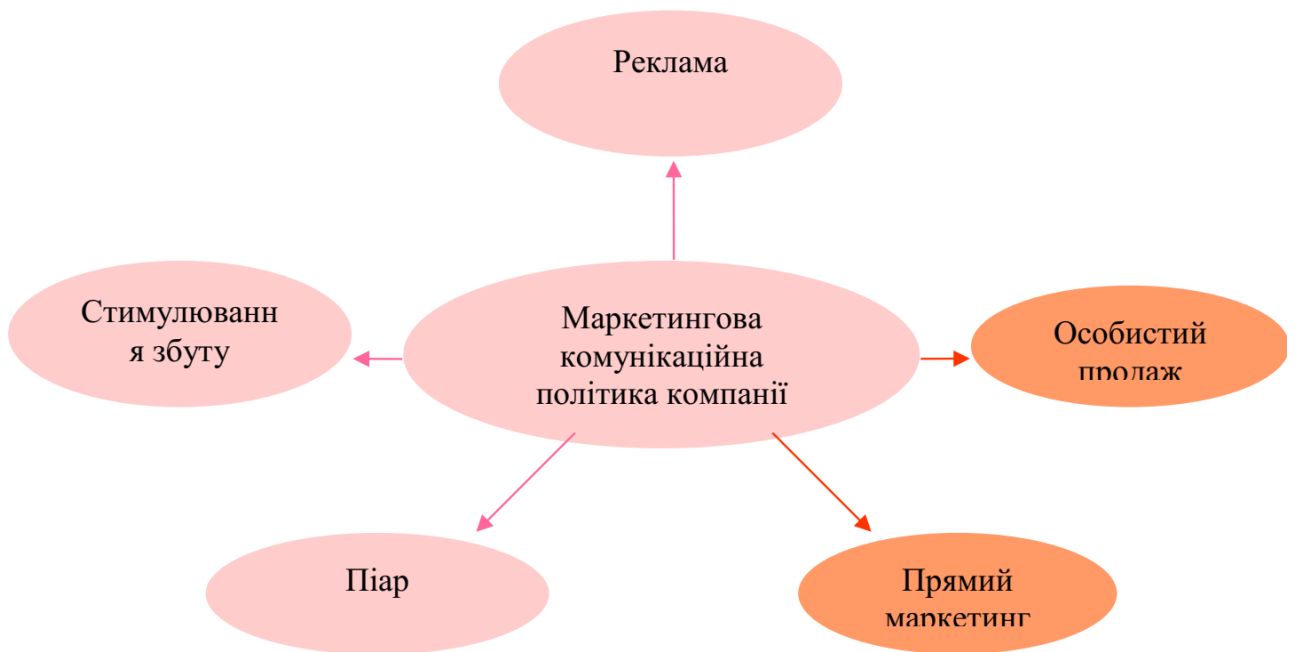 Реклама
Стимулюванн
я збуту
Маркетингова
комунікаційна
політика компанії
Особистий
продаж
Піар
Прямий
маркетинг